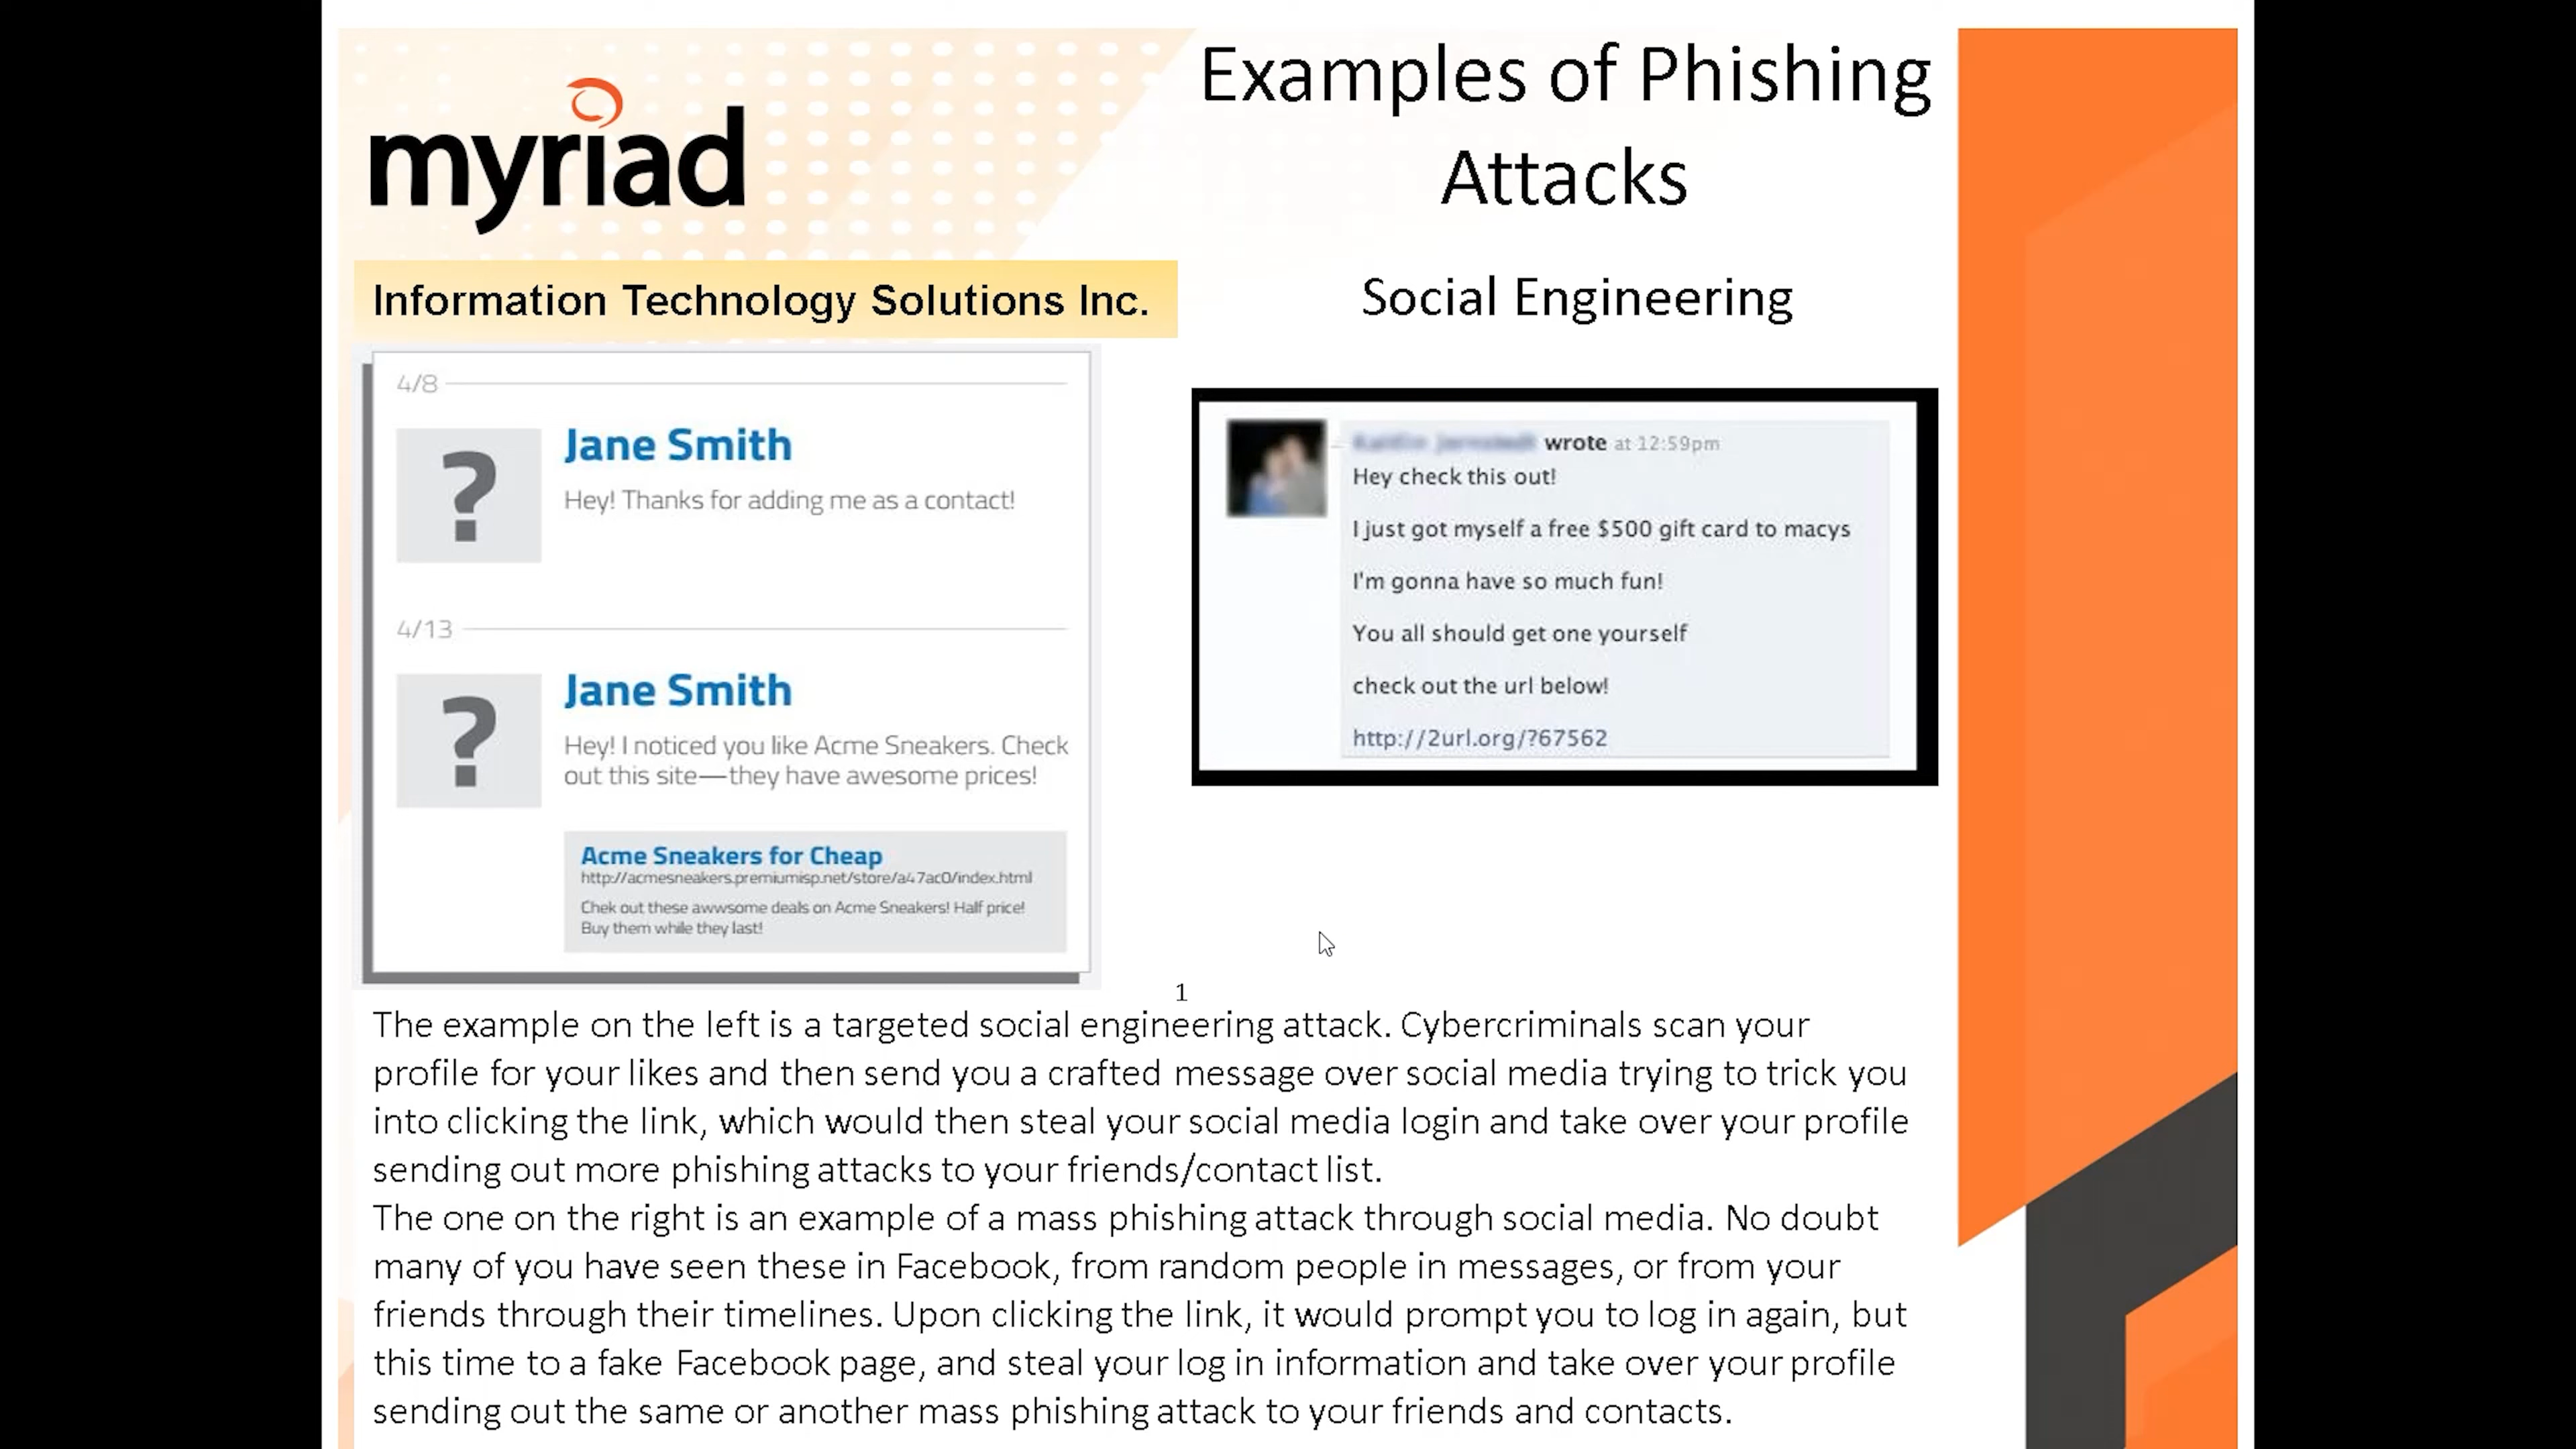 myriad
Information Technology Solutions Inc.
Examples of Phishing
Attacks
Social Engineering
4/8
?
Jane Smith
Hey! Thanks for adding me as a contact!
4/13
?
Jane Smith
Hey! I noticed you like Acme Sneakers. Check
out this site—they have awesome prices!
Acme Sneakers for Cheap
http://acmesneakers.premiumisp.net/store/a47ac0/index.html
Chek out these awwsome deals on Acme Sneakers! Half price!
Buy them while they last!
wrote at 12:59pm
Hey check this out!
I just got myself a free $500 gift card to macys
I'm gonna have so much fun!
You all should get one yourself
check out the url below!
http://2url.org/?67562
1
The example on the left is a targeted social engineering attack. Cybercriminals scan your
profile for your likes and then send you a crafted message over social media trying to trick you
into clicking the link, which would then steal your social media login and take over your profile
sending out more phishing attacks to your friends/contact list.
The one on the right is an example of a mass phishing attack through social media. No doubt
many of you have seen these in Facebook, from random people in messages, or from your
friends through their timelines. Upon clicking the link, it would prompt you to log in again, but
this time to a fake Facebook page, and steal your log in information and take over your profile
sending out the same or another mass phishing attack to your friends and contacts.